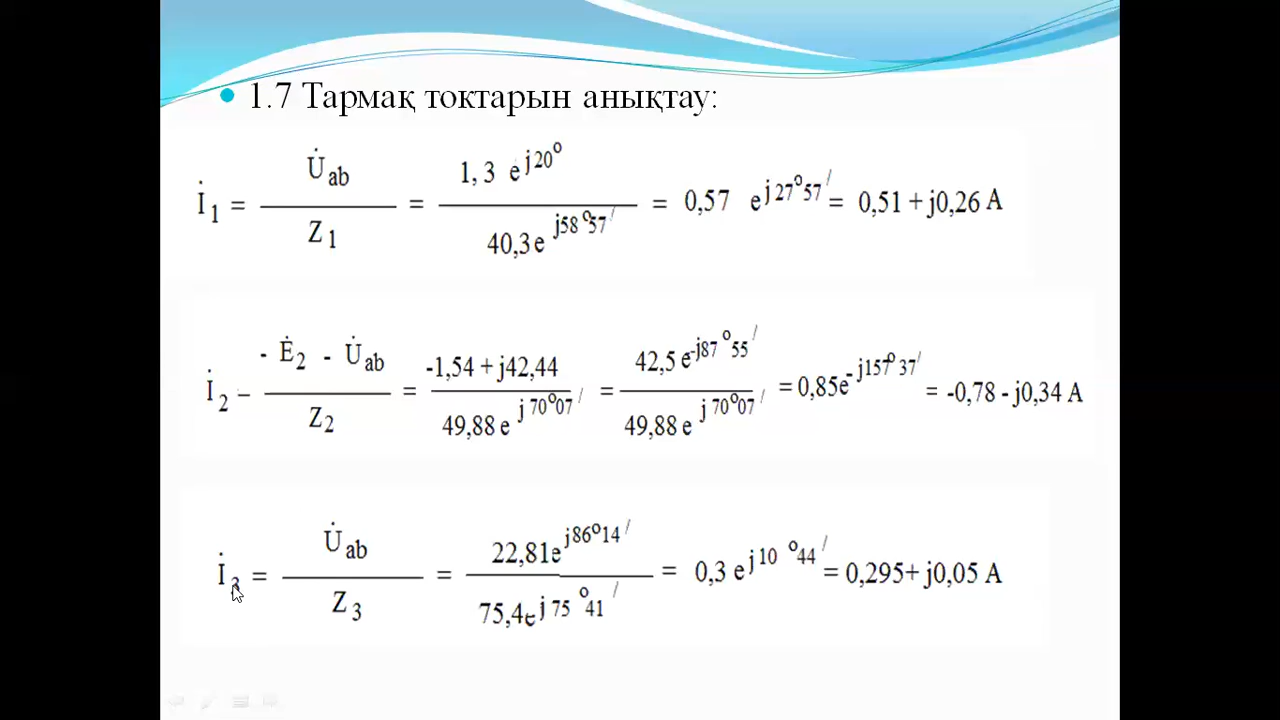 1.7 Тармақ токтарын анықтау:
İ₁ = U̇ab / Z₁ = 1, 3 e^(j20°) / 40,3e^(j58°57′) = 0,57 e^(j27°57′) = 0,51 + j0,26 A
İ₂ = (- Ė₂ - U̇ab) / Z₂ = (-1,54 + j42,44) / 49,88 e^(j70°07′) = 42,5 e^(-j87°55′) / 49,88 e^(j70°07′) = 0,85e^(-j157°37′) = -0,78 - j0,34 A
İ₃ = U̇ab / Z₃ = 22,81e^(j86°14′) / 75,4e^(j75°41′) = 0,3 e^(j10°44′) = 0,295+ j0,05 A